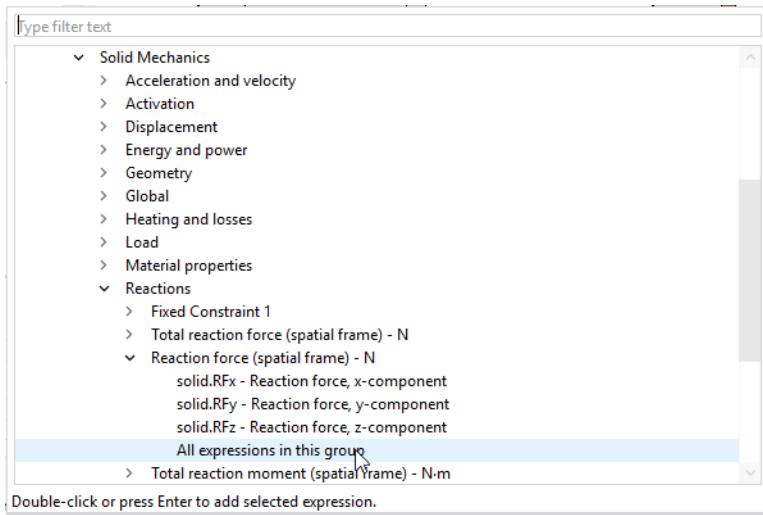 Type filter text
Solid Mechanics
Acceleration and velocity
Activation
Displacement
Energy and power
Geometry
Global
Heating and losses
Load
Material properties
Reactions
Fixed Constraint 1
Total reaction force (spatial frame) - N
Reaction force (spatial frame) - N
solid.RFx - Reaction force, x-component
solid.RFy - Reaction force, y-component
solid.RFz - Reaction force, z-component
All expressions in this group
Total reaction moment (spatial frame) - N·m
Double-click or press Enter to add selected expression.